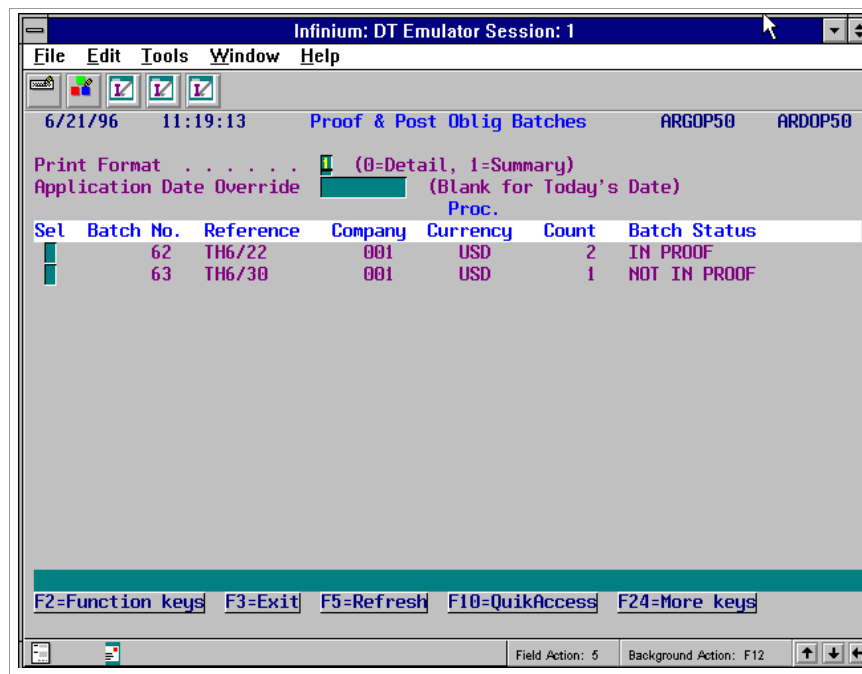 Infinium: DT Emulator Session: 1
File Edit Tools Window Help
6/21/96 11:19:13 Proof & Post Oblig Batches ARGOP50 ARDOP50
Print Format . . . . . . 1 (0=Detail, 1=Summary)
Application Date Override (Blank for Today's Date)
Proc.
Sel Batch No. Reference Company Currency Count Batch Status
62 TH6/22 001 USD 2 IN PROOF
63 TH6/30 001 USD 1 NOT IN PROOF
F2=Function keys F3=Exit F5=Refresh F10=QuikAccess F24=More keys
Field Action: 5 Background Action: F12